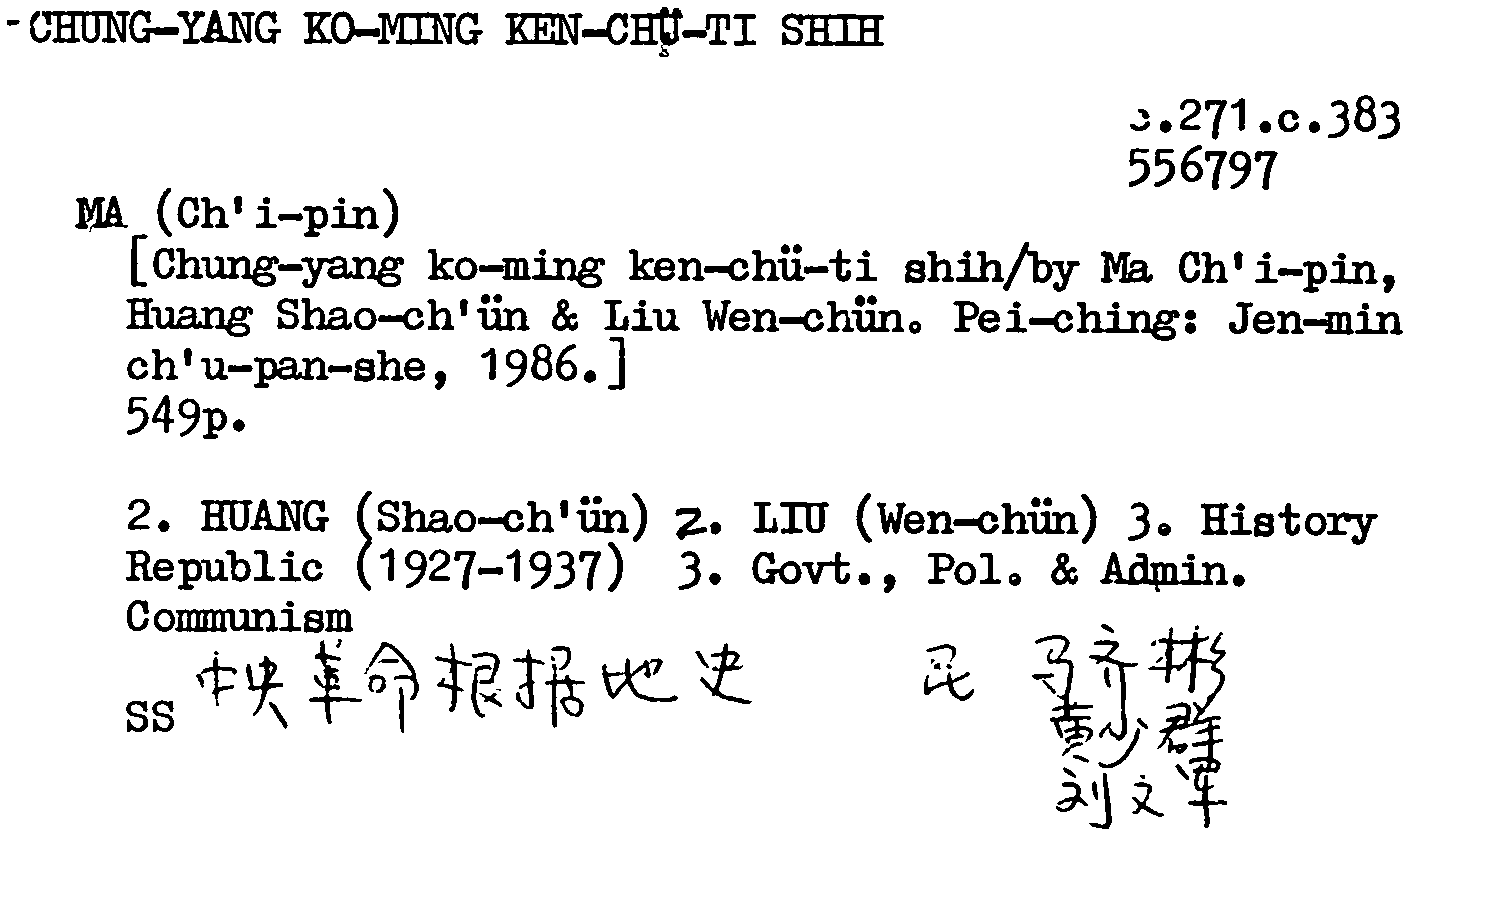 -CHUNG-YANG KO-MING KEN-CHÜ-TI SHIH
.271.c.383
556797
MA (Ch'i-pin)
[Chung-yang ko-ming ken-chü-ti shih/by Ma Ch'i-pin,
Huang Shao-ch'ün & Liu Wen-chün. Pei-ching: Jen-min
ch'u-pan-she, 1986.]
549p.
2. HUANG (Shao-ch'ün) 2. LIU (Wen-chün) 3. History
Republic (1927-1937) 3. Govt., Pol. & Admin.
Communism
SS 中央革命根据地史 民 马齐彬
黄少群
刘文军